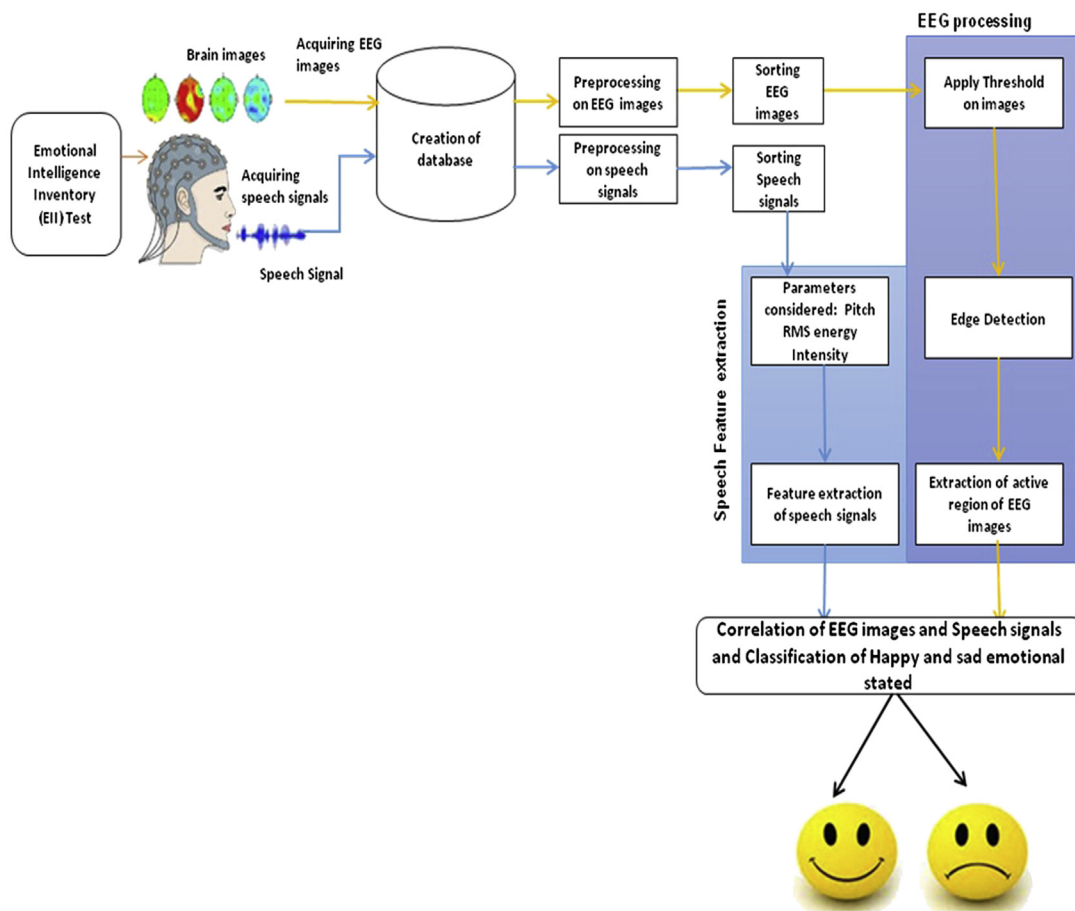 EEG processing
Brain images
Acquiring EEG
images
Emotional
Intelligence
Inventory
(EII) Test
Acquiring
speech signals
Speech Signal
Creation of
database
Preprocessing
on EEG images
Sorting
EEG
images
Apply Threshold
on images
Preprocessing
on speech
signals
Sorting
Speech
signals
Speech Feature extraction
Parameters
considered: Pitch
RMS energy
Intensity
Edge Detection
Feature extraction
of speech signals
Extraction of active
region of EEG
images
Correlation of EEG images and Speech signals
and Classification of Happy and sad emotional
stated